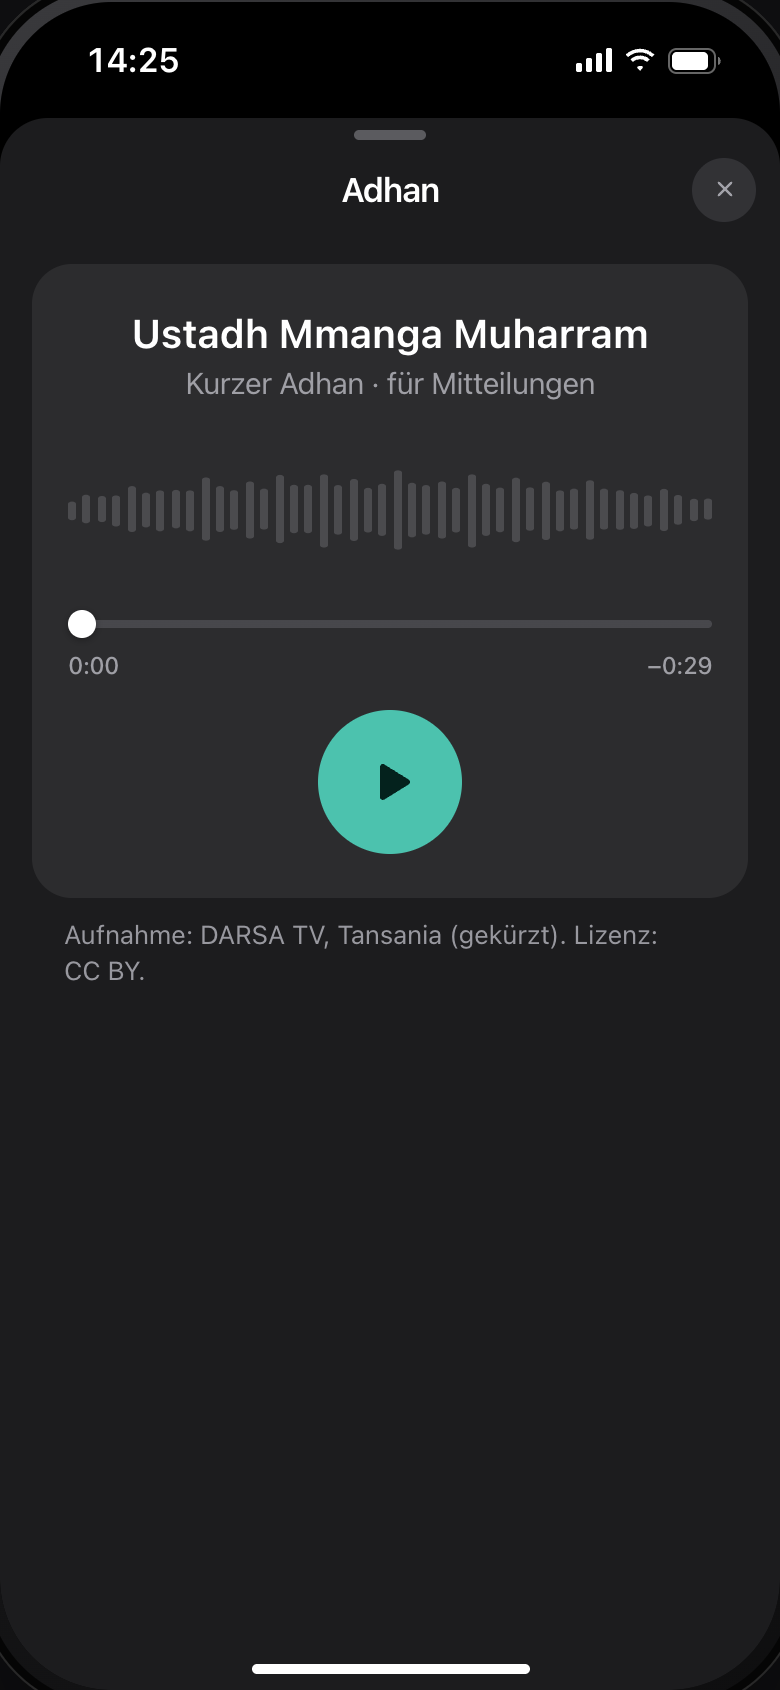 14:25
Adhan
Ustadh Mmanga Muharram
Kurzer Adhan · für Mitteilungen
0:00
−0:29
Aufnahme: DARSA TV, Tansania (gekürzt). Lizenz:
CC BY.